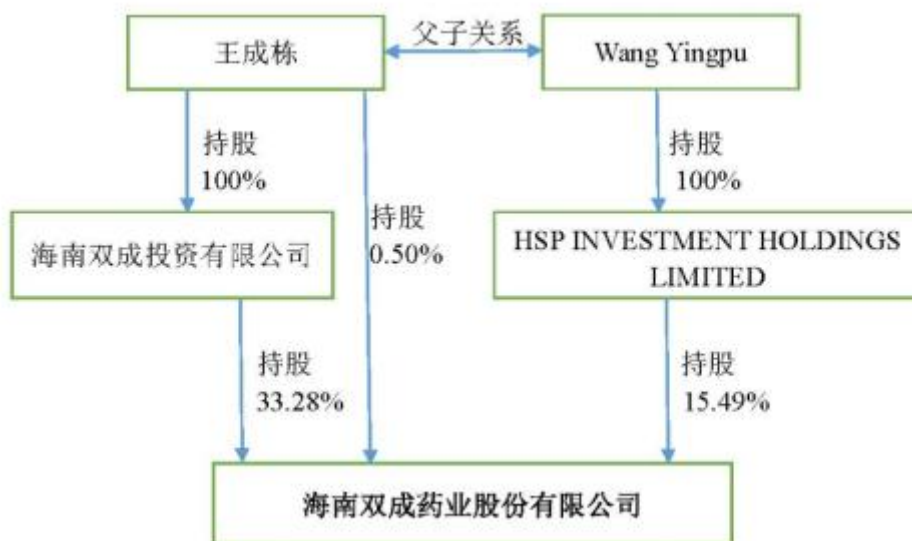 王成栋
父子关系
Wang Yingpu
持股
100%
持股
100%
海南双成投资有限公司
持股
0.50%
HSP INVESTMENT HOLDINGS
LIMITED
持股
33.28%
持股
15.49%
海南双成药业股份有限公司